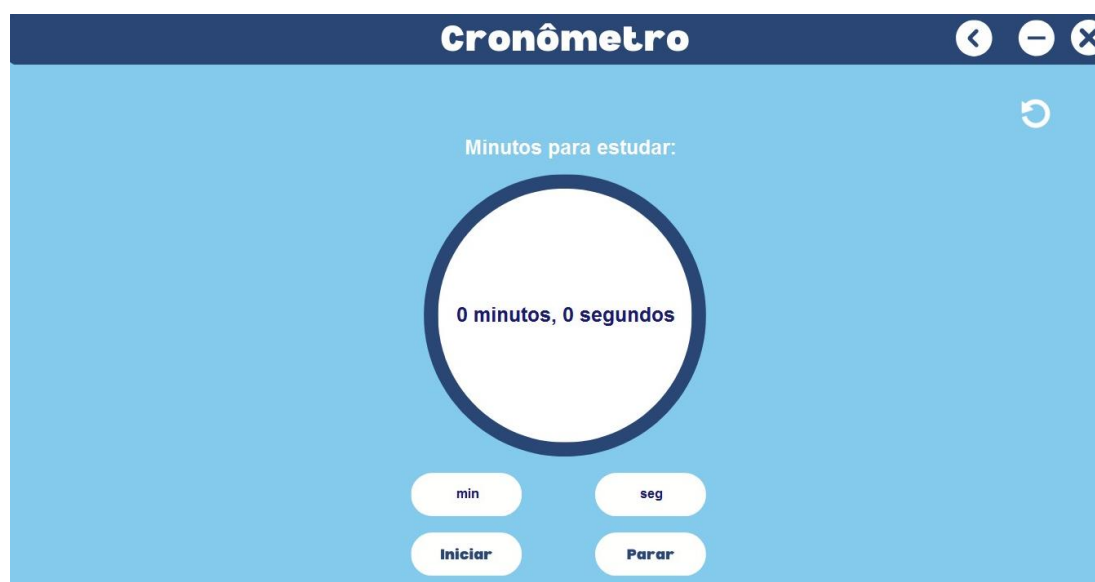 Cronômetro
Minutos para estudar:
0 minutos, 0 segundos
min seg
Iniciar Parar